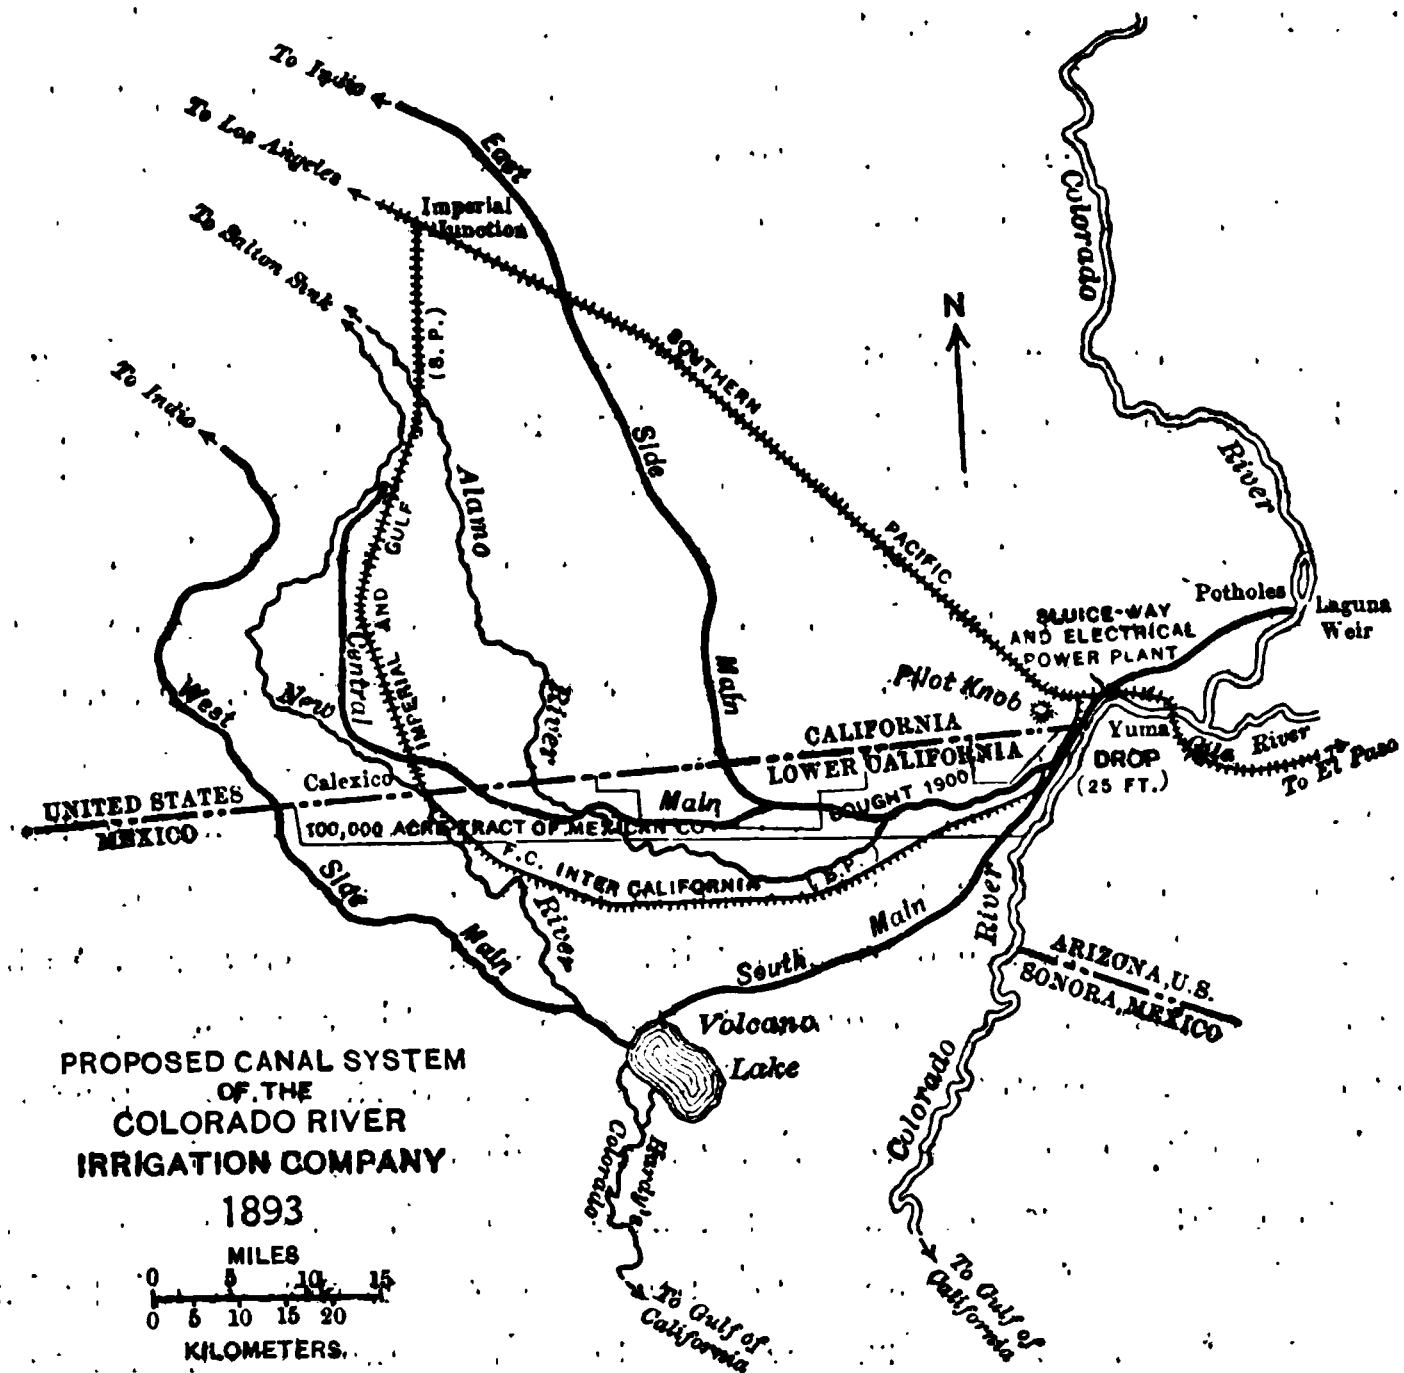 To Indio
To Los Angeles
To Salton Sink
To Indio
East
Side
Main
Imperial
Junction
(S. P.)
SOUTHERN
PACIFIC
N
Colorado
River
Alamo
River
IMPERIAL AND GULF
Central
New
River
West
Side
Main
Potholes
Laguna
Weir
SLUICE-WAY
AND ELECTRICAL
POWER PLANT
Pilot Knob
Yuma
Gila River
To El Paso
DROP
(25 FT.)
CALIFORNIA
LOWER CALIFORNIA
BOUGHT 1900
Calexico
UNITED STATES
MEXICO
Main
100,000 ACRE TRACT OF MEXICAN CO
F.C. INTER CALIFORNIA
(S.P.)
South Main
River
ARIZONA, U.S.
SONORA, MEXICO
Volcano
Lake
Colorado
Hardy's
Colorado
To Gulf of
California
To Gulf of
California
PROPOSED CANAL SYSTEM
OF THE
COLORADO RIVER
IRRIGATION COMPANY
1893
MILES
0 5 10 15
0 5 10 15 20
KILOMETERS.